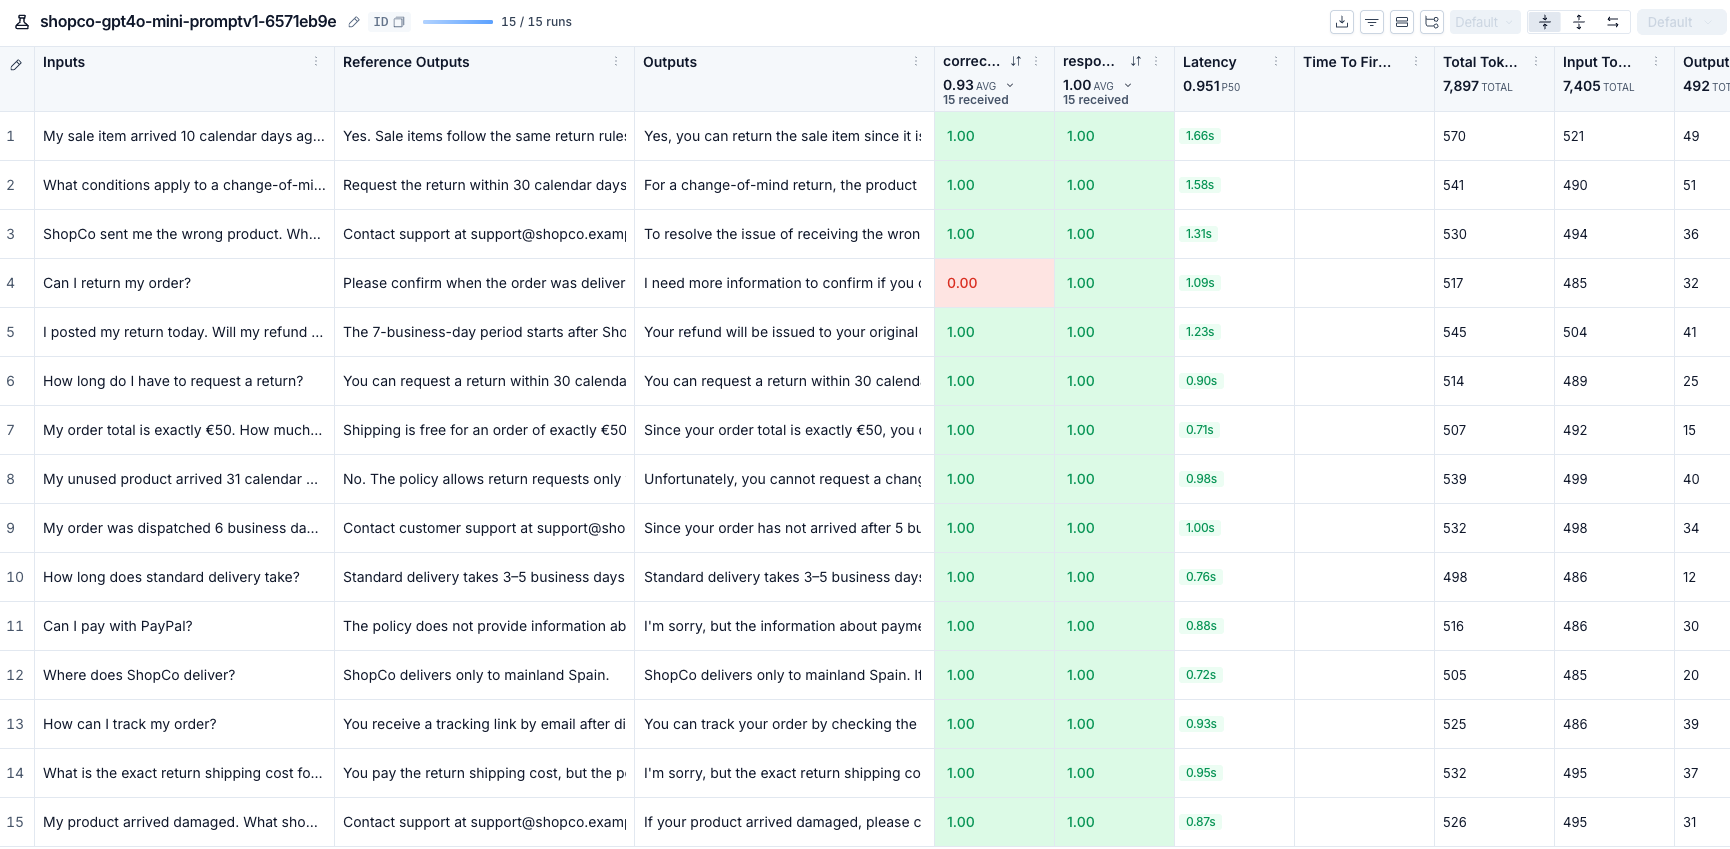 shopco-gpt4o-mini-promptv1-6571eb9e ID 15 / 15 runs Default Default
Inputs Reference Outputs Outputs correc... respo... Latency Time To Fir... Total Tok... Input To... Output
0.93 AVG 1.00 AVG 0.951 P50 7,897 TOTAL 7,405 TOTAL 492 TOT
15 received 15 received
1 My sale item arrived 10 calendar days ag... Yes. Sale items follow the same return rules Yes, you can return the sale item since it is 1.00 1.00 1.66s 570 521 49
2 What conditions apply to a change-of-mi... Request the return within 30 calendar days For a change-of-mind return, the product 1.00 1.00 1.58s 541 490 51
3 ShopCo sent me the wrong product. Wh... Contact support at support@shopco.examp To resolve the issue of receiving the wron 1.00 1.00 1.31s 530 494 36
4 Can I return my order? Please confirm when the order was deliver I need more information to confirm if you 0.00 1.00 1.09s 517 485 32
5 I posted my return today. Will my refund ... The 7-business-day period starts after Sho Your refund will be issued to your original 1.00 1.00 1.23s 545 504 41
6 How long do I have to request a return? You can request a return within 30 calenda You can request a return within 30 calend 1.00 1.00 0.90s 514 489 25
7 My order total is exactly €50. How much... Shipping is free for an order of exactly €50 Since your order total is exactly €50, you 1.00 1.00 0.71s 507 492 15
8 My unused product arrived 31 calendar ... No. The policy allows return requests only Unfortunately, you cannot request a chang 1.00 1.00 0.98s 539 499 40
9 My order was dispatched 6 business da... Contact customer support at support@sho Since your order has not arrived after 5 bu 1.00 1.00 1.00s 532 498 34
10 How long does standard delivery take? Standard delivery takes 3–5 business days Standard delivery takes 3–5 business days 1.00 1.00 0.76s 498 486 12
11 Can I pay with PayPal? The policy does not provide information ab I'm sorry, but the information about payme 1.00 1.00 0.88s 516 486 30
12 Where does ShopCo deliver? ShopCo delivers only to mainland Spain. ShopCo delivers only to mainland Spain. If 1.00 1.00 0.72s 505 485 20
13 How can I track my order? You receive a tracking link by email after di You can track your order by checking the 1.00 1.00 0.93s 525 486 39
14 What is the exact return shipping cost fo... You pay the return shipping cost, but the po I'm sorry, but the exact return shipping co 1.00 1.00 0.95s 532 495 37
15 My product arrived damaged. What sho... Contact support at support@shopco.examp If your product arrived damaged, please c 1.00 1.00 0.87s 526 495 31